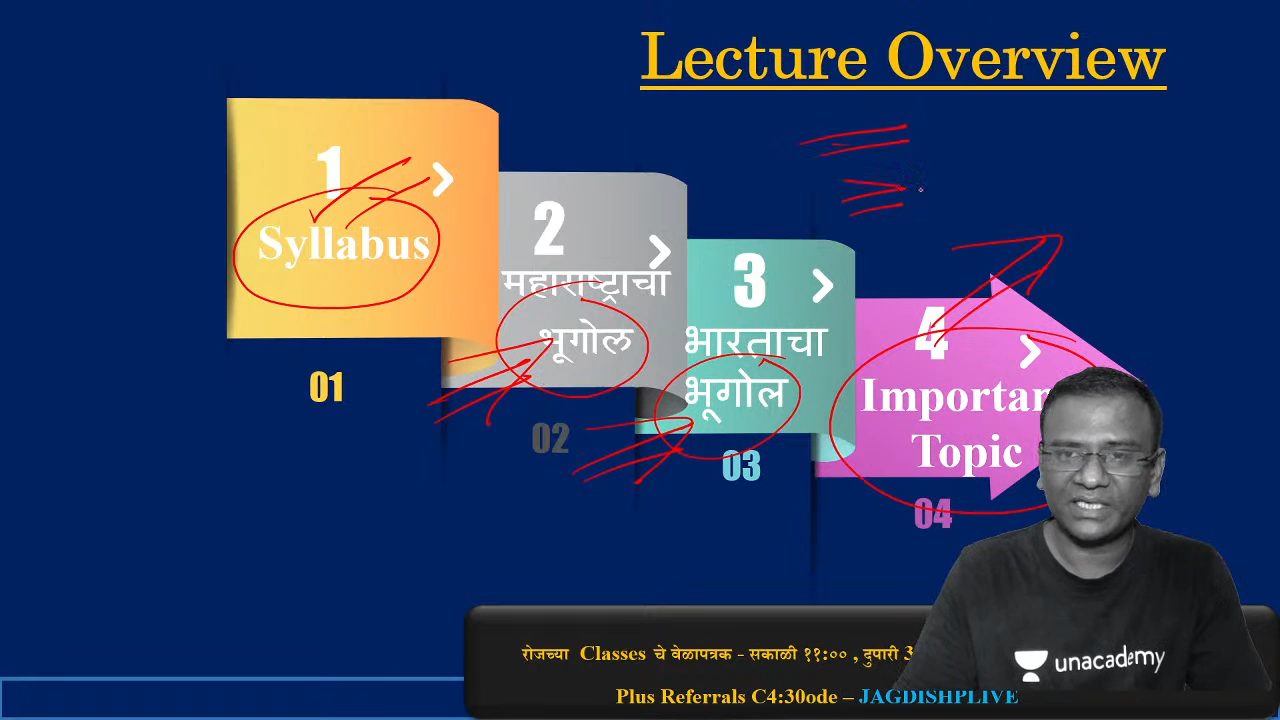 Lecture Overview
1
Syllabus
01
2
महाराष्ट्राचा
भूगोल
02
3
भारताचा
भूगोल
03
4
Topic
04
रोजच्या Classes चे वेळापत्रक - सकाळी ११:०० , दुपारी 3
Plus Referrals C4:30ode – JAGDISHPLIVE
unacademy